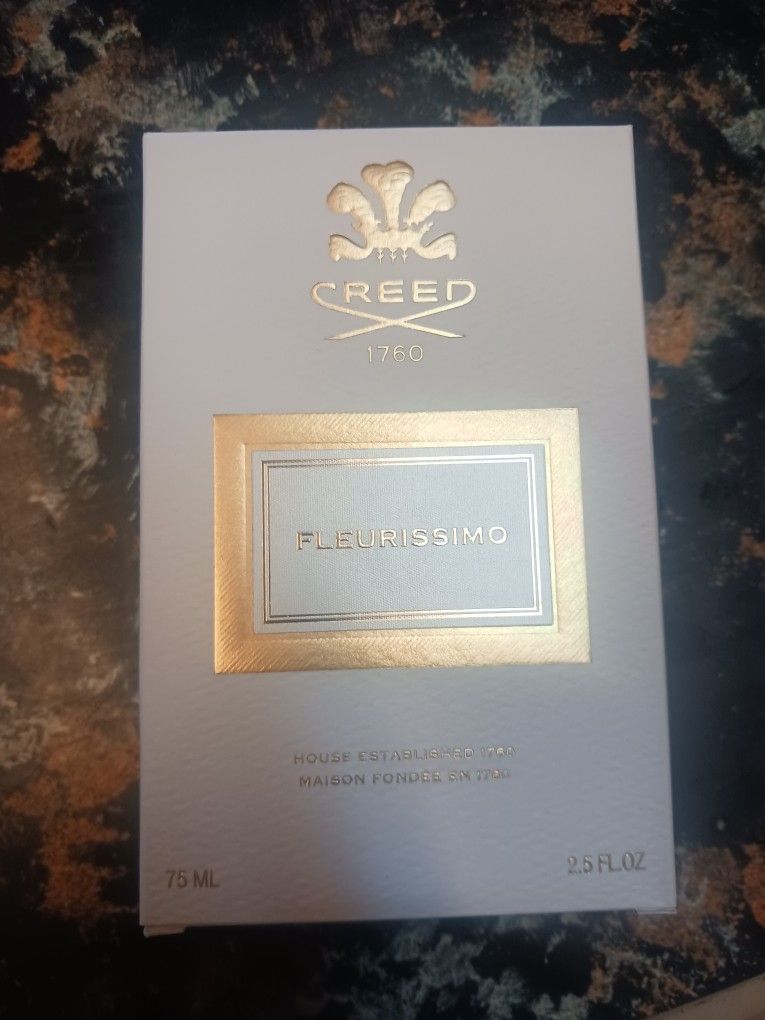 CREED
1760
FLEURISSIMO
HOUSE ESTABLISHED 1760
MAISON FONDÉE EN 1760
75 ML
2.5 FL.OZ